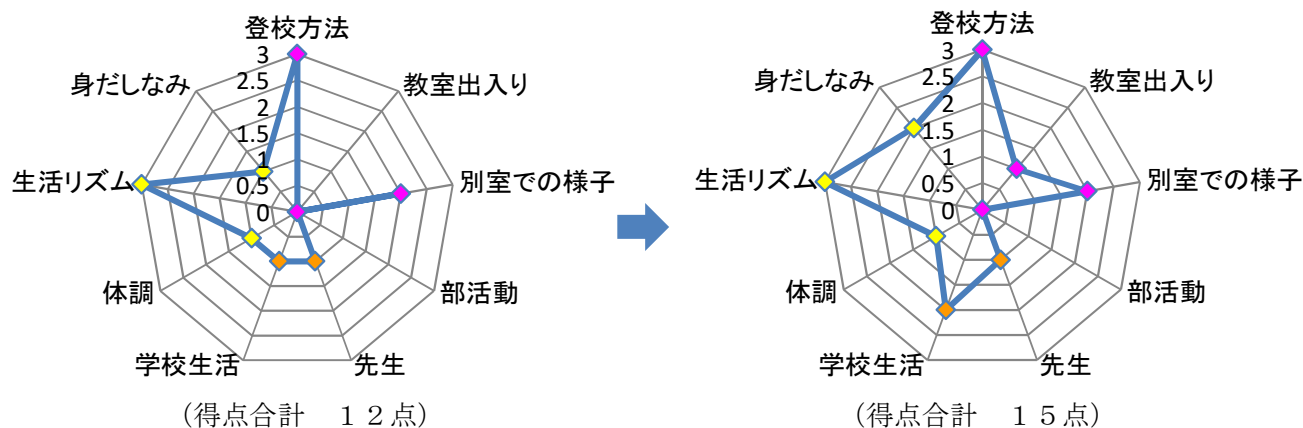 登校方法
3
2.5
2
1.5
1
0.5
0
教室出入り
別室での様子
部活動
先生
学校生活
体調
生活リズム
身だしなみ
（得点合計　１２点）
登校方法
3
2.5
2
1.5
1
0.5
0
教室出入り
別室での様子
部活動
先生
学校生活
体調
生活リズム
身だしなみ
（得点合計　１５点）